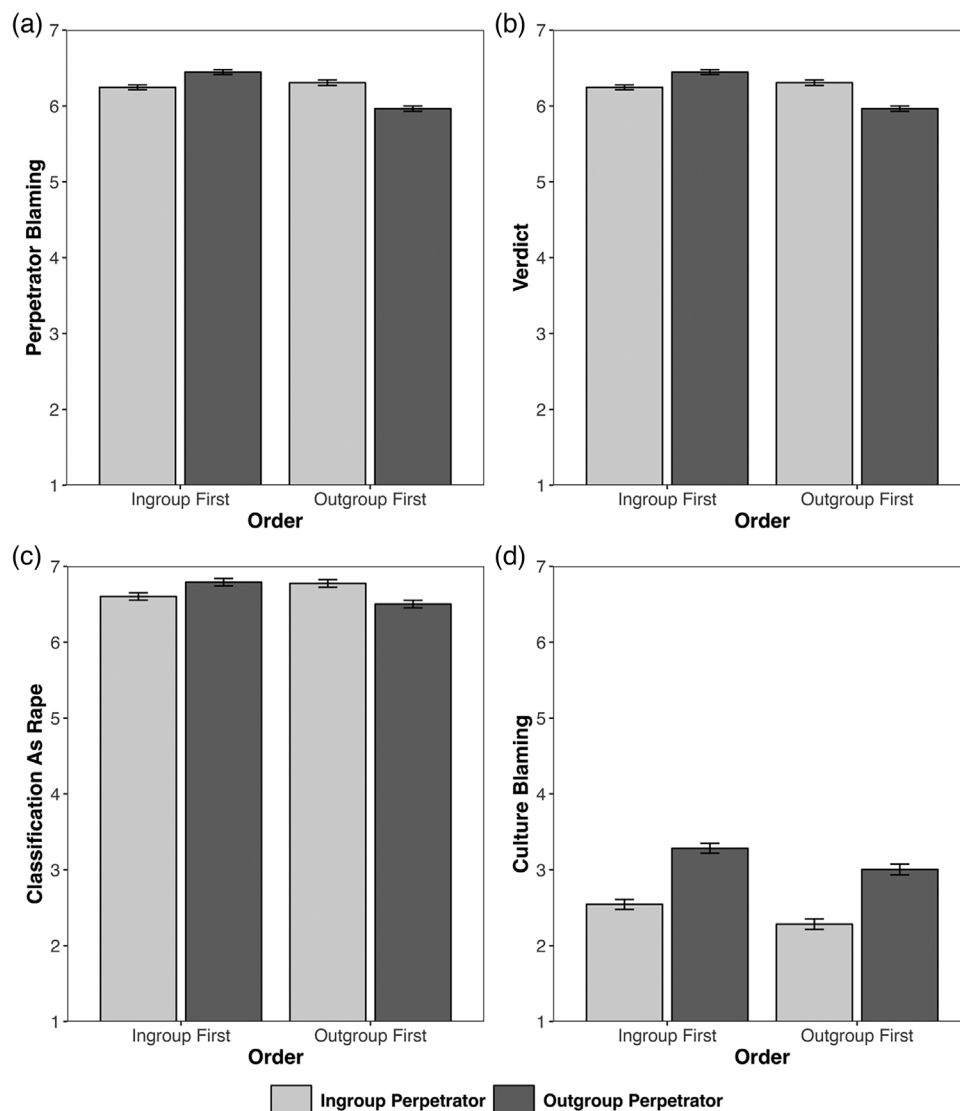 (a)
7
6
5
4
3
2
1
Perpetrator Blaming
Ingroup First
Outgroup First
Order
(b)
7
6
5
4
3
2
1
Verdict
Ingroup First
Outgroup First
Order
(c)
7
6
5
4
3
2
1
Classification As Rape
Ingroup First
Outgroup First
Order
(d)
7
6
5
4
3
2
1
Culture Blaming
Ingroup First
Outgroup First
Order
Ingroup Perpetrator
Outgroup Perpetrator